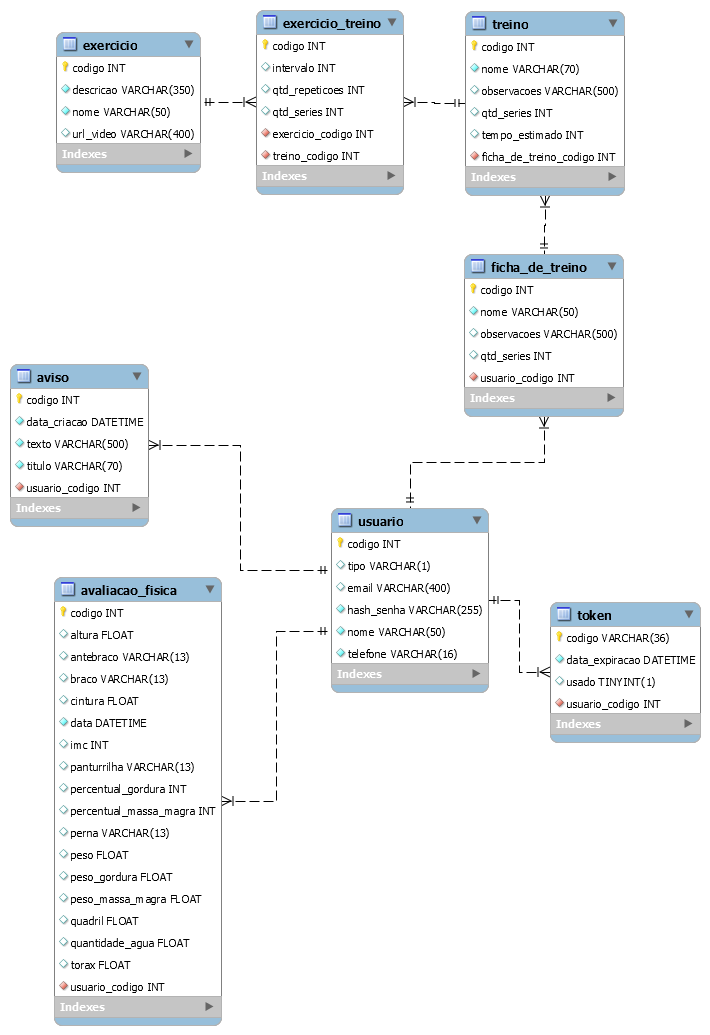 exercicio
codigo INT
descricao VARCHAR(350)
nome VARCHAR(50)
url_video VARCHAR(400)
Indexes
exercicio_treino
codigo INT
intervalo INT
qtd_repeticoes INT
qtd_series INT
exercicio_codigo INT
treino_codigo INT
Indexes
treino
codigo INT
nome VARCHAR(70)
observacoes VARCHAR(500)
qtd_series INT
tempo_estimado INT
ficha_de_treino_codigo INT
Indexes
ficha_de_treino
codigo INT
nome VARCHAR(50)
observacoes VARCHAR(500)
qtd_series INT
usuario_codigo INT
Indexes
aviso
codigo INT
data_criacao DATETIME
texto VARCHAR(500)
titulo VARCHAR(70)
usuario_codigo INT
Indexes
usuario
codigo INT
tipo VARCHAR(1)
email VARCHAR(400)
hash_senha VARCHAR(255)
nome VARCHAR(50)
telefone VARCHAR(16)
Indexes
avaliacao_fisica
codigo INT
altura FLOAT
antebraco VARCHAR(13)
braco VARCHAR(13)
cintura FLOAT
data DATETIME
imc INT
panturrilha VARCHAR(13)
percentual_gordura INT
percentual_massa_magra INT
perna VARCHAR(13)
peso FLOAT
peso_gordura FLOAT
peso_massa_magra FLOAT
quadril FLOAT
quantidade_agua FLOAT
torax FLOAT
usuario_codigo INT
Indexes
token
codigo VARCHAR(36)
data_expiracao DATETIME
usado TINYINT(1)
usuario_codigo INT
Indexes